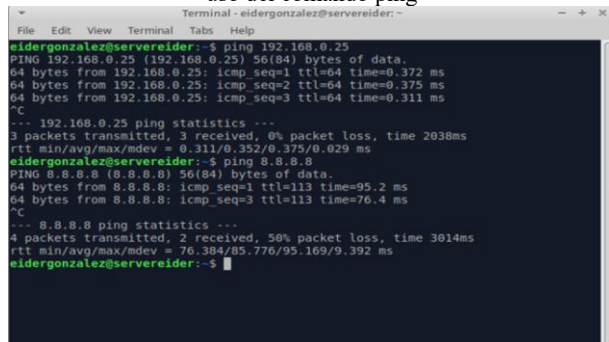 uso del comando ping
Terminal - eidergonzalez@servereider: ~
File Edit View Terminal Tabs Help
eidergonzalez@servereider:~$ ping 192.168.0.25
PING 192.168.0.25 (192.168.0.25) 56(84) bytes of data.
64 bytes from 192.168.0.25: icmp_seq=1 ttl=64 time=0.372 ms
64 bytes from 192.168.0.25: icmp_seq=2 ttl=64 time=0.375 ms
64 bytes from 192.168.0.25: icmp_seq=3 ttl=64 time=0.311 ms
^C
--- 192.168.0.25 ping statistics ---
3 packets transmitted, 3 received, 0% packet loss, time 2038ms
rtt min/avg/max/mdev = 0.311/0.352/0.375/0.029 ms
eidergonzalez@servereider:~$ ping 8.8.8.8
PING 8.8.8.8 (8.8.8.8) 56(84) bytes of data.
64 bytes from 8.8.8.8: icmp_seq=1 ttl=113 time=95.2 ms
64 bytes from 8.8.8.8: icmp_seq=3 ttl=113 time=76.4 ms
^C
--- 8.8.8.8 ping statistics ---
4 packets transmitted, 2 received, 50% packet loss, time 3014ms
rtt min/avg/max/mdev = 76.384/85.776/95.169/9.392 ms
eidergonzalez@servereider:~$